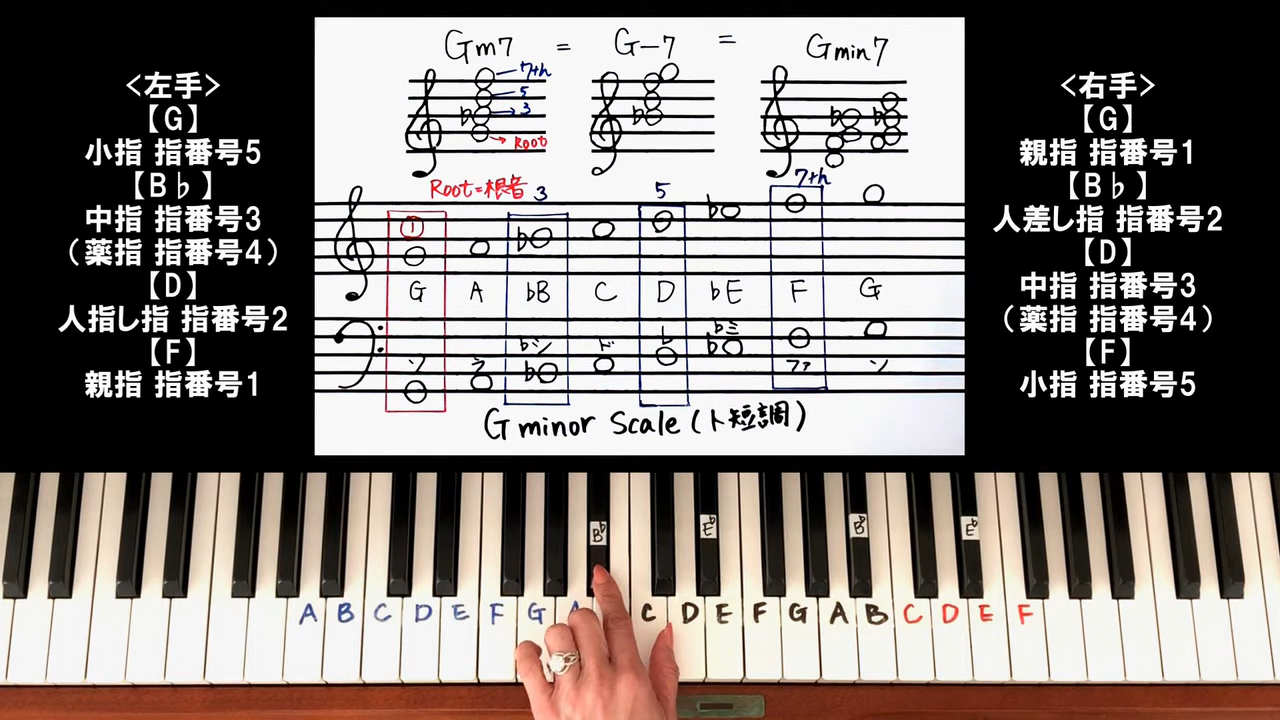 <左手>
【G】
小指 指番号5
【B♭】
中指 指番号3
（薬指 指番号4）
【D】
人指し指 指番号2
【F】
親指 指番号1
Gm7 = G-7 = Gmin7
7th
5
3
Root
Root=根音
3
5
7th
1
G A ♭B C D ♭E F G
ソ ラ ♭シ ド レ ♭ミ ファ ソ
G minor Scale (ト短調)
<右手>
【G】
親指 指番号1
【B♭】
人差し指 指番号2
【D】
中指 指番号3
（薬指 指番号4）
【F】
小指 指番号5
B♭ E♭ B♭ E♭
A B C D E F G A C D E F G A B C D E F